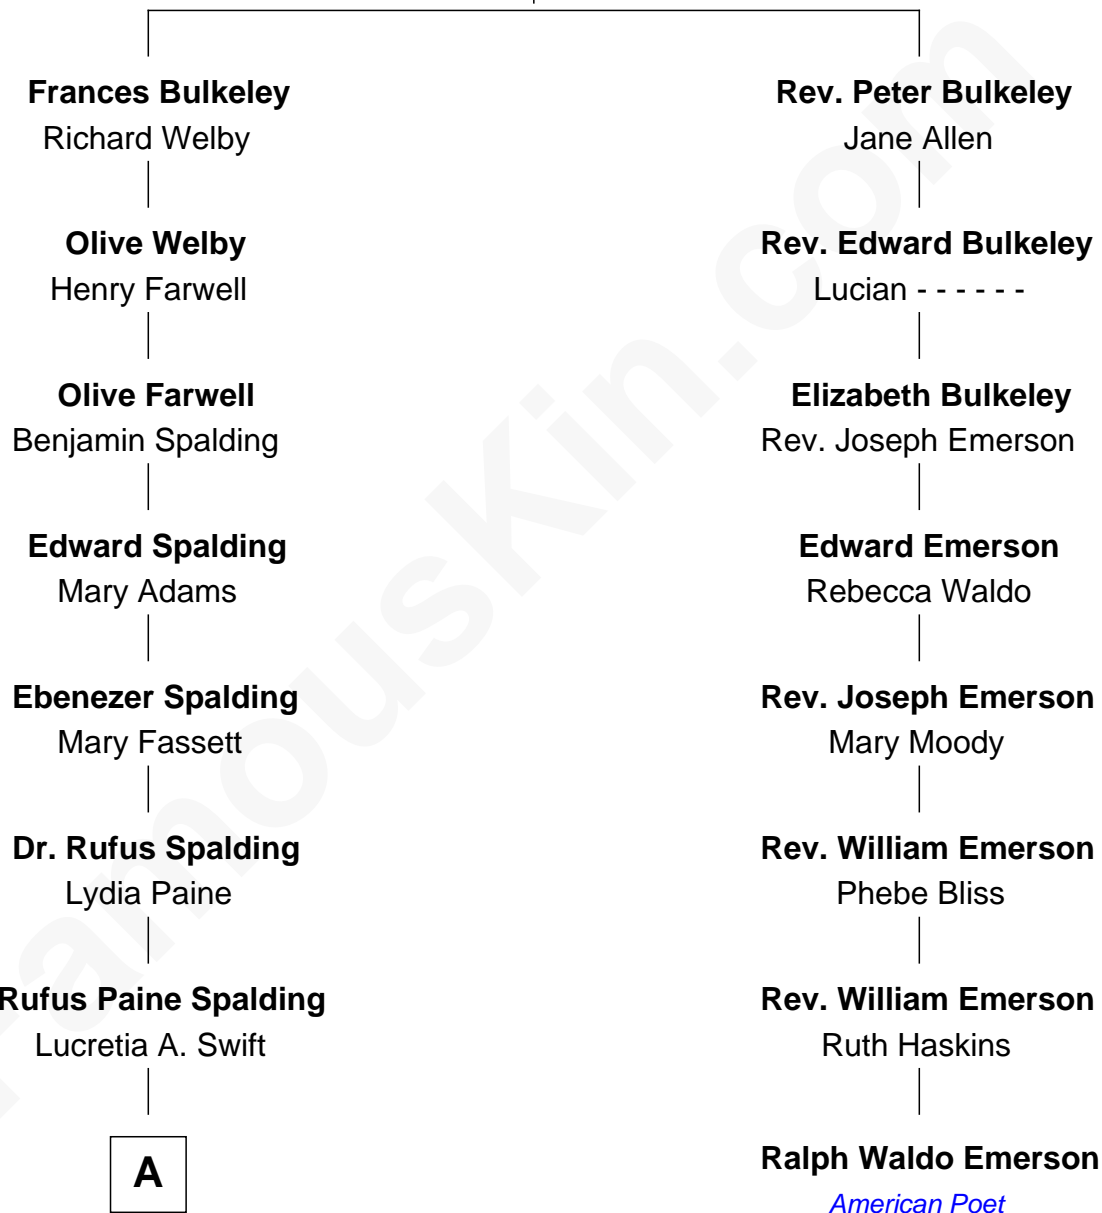 Frances Bulkeley
Richard Welby
Olive Welby
Henry Farwell
Olive Farwell
Benjamin Spalding
Edward Spalding
Mary Adams
Ebenezer Spalding
Mary Fassett
Dr. Rufus Spalding
Lydia Paine
Rufus Paine Spalding
Lucretia A. Swift
A
Rev. Peter Bulkeley
Jane Allen
Rev. Edward Bulkeley
Lucian - - - - - -
Elizabeth Bulkeley
Rev. Joseph Emerson
Edward Emerson
Rebecca Waldo
Rev. Joseph Emerson
Mary Moody
Rev. William Emerson
Phebe Bliss
Rev. William Emerson
Ruth Haskins
Ralph Waldo Emerson
American Poet
FamousKin.com